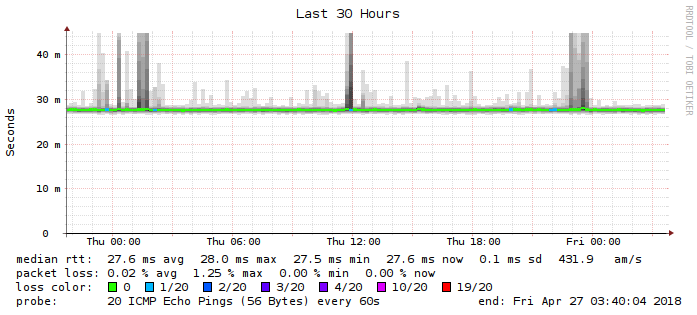 Last 30 Hours
RRDTOOL / TOBI OETIKER
Seconds
40 m
30 m
20 m
10 m
0
Thu 00:00 Thu 06:00 Thu 12:00 Thu 18:00 Fri 00:00
median rtt: 27.6 ms avg 28.0 ms max 27.5 ms min 27.6 ms now 0.1 ms sd 431.9 am/s
packet loss: 0.02 % avg 1.25 % max 0.00 % min 0.00 % now
loss color: 0 1/20 2/20 3/20 4/20 10/20 19/20
probe: 20 ICMP Echo Pings (56 Bytes) every 60s end: Fri Apr 27 03:40:04 2018